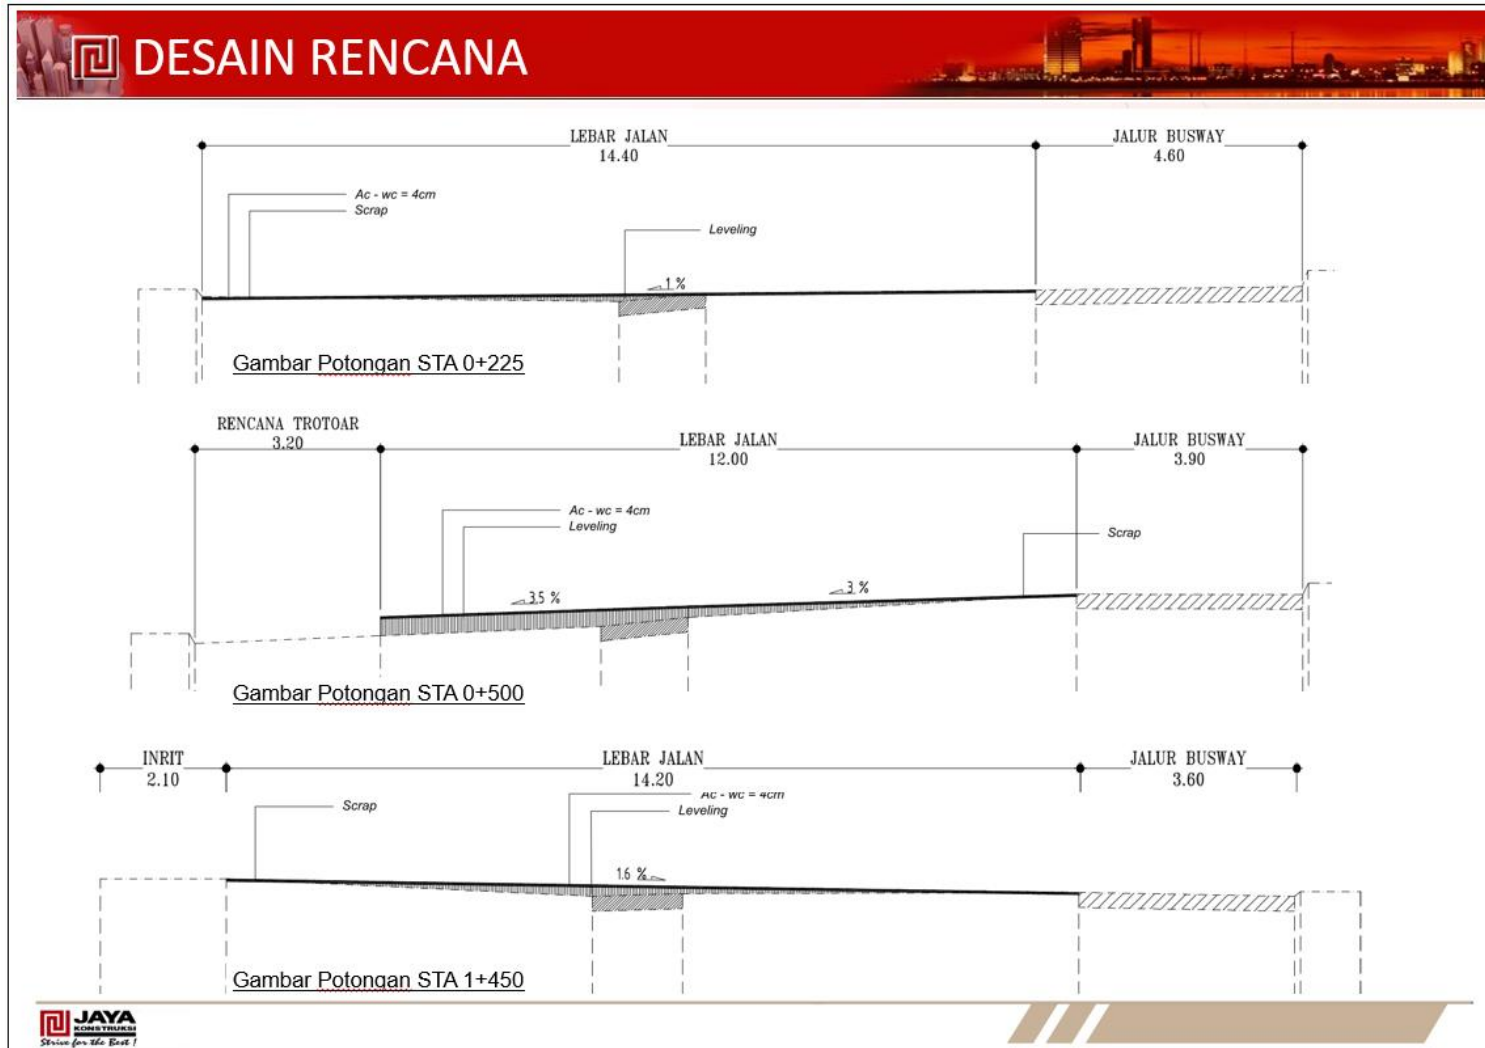 DESAIN RENCANA
LEBAR JALAN
14.40
JALUR BUSWAY
4.60
Ac - wc = 4cm
Scrap
Leveling
1 %
Gambar Potongan STA 0+225
RENCANA TROTOAR
3.20
LEBAR JALAN
12.00
JALUR BUSWAY
3.90
Ac - wc = 4cm
Leveling
Scrap
3.5 %
3 %
Gambar Potongan STA 0+500
INRIT
2.10
LEBAR JALAN
14.20
JALUR BUSWAY
3.60
Scrap
Ac - wc = 4cm
Leveling
1.6 %
Gambar Potongan STA 1+450
JAYA
KONSTRUKSI
Strive for the Best !